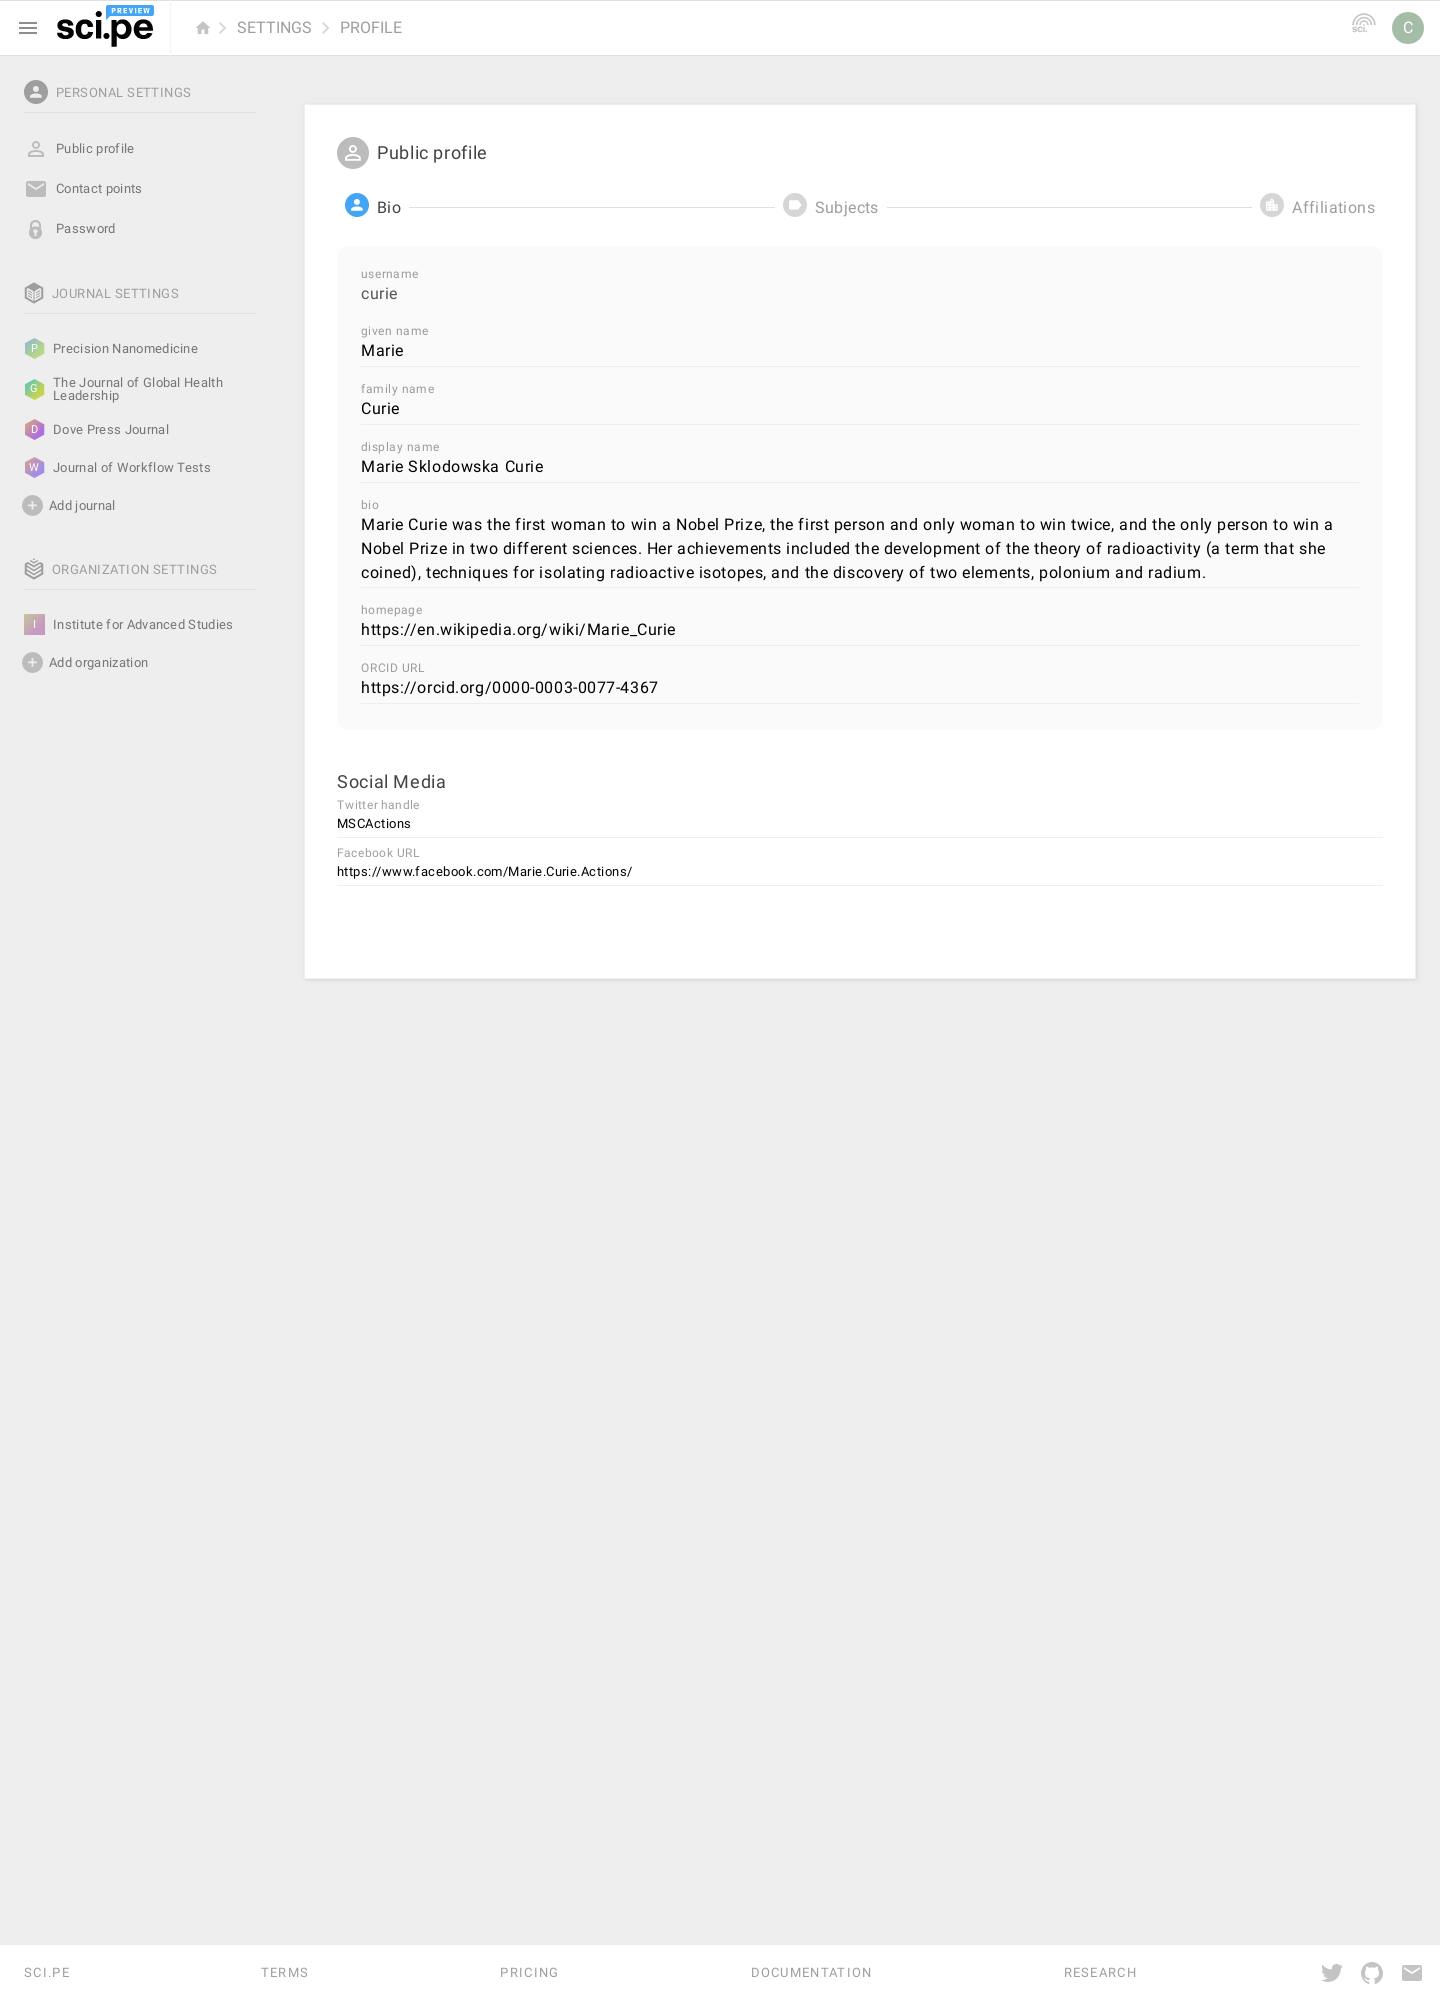 PREVIEW
sci.pe
SETTINGS
PROFILE
sci.
C
PERSONAL SETTINGS
Public profile
Contact points
Password
JOURNAL SETTINGS
P
Precision Nanomedicine
G
The Journal of Global Health
Leadership
D
Dove Press Journal
W
Journal of Workflow Tests
Add journal
ORGANIZATION SETTINGS
I
Institute for Advanced Studies
Add organization
Public profile
Bio
Subjects
Affiliations
username
curie
given name
Marie
family name
Curie
display name
Marie Sklodowska Curie
bio
Marie Curie was the first woman to win a Nobel Prize, the first person and only woman to win twice, and the only person to win a
Nobel Prize in two different sciences. Her achievements included the development of the theory of radioactivity (a term that she
coined), techniques for isolating radioactive isotopes, and the discovery of two elements, polonium and radium.
homepage
https://en.wikipedia.org/wiki/Marie_Curie
ORCID URL
https://orcid.org/0000-0003-0077-4367
Social Media
Twitter handle
MSCActions
Facebook URL
https://www.facebook.com/Marie.Curie.Actions/
SCI.PE
TERMS
PRICING
DOCUMENTATION
RESEARCH